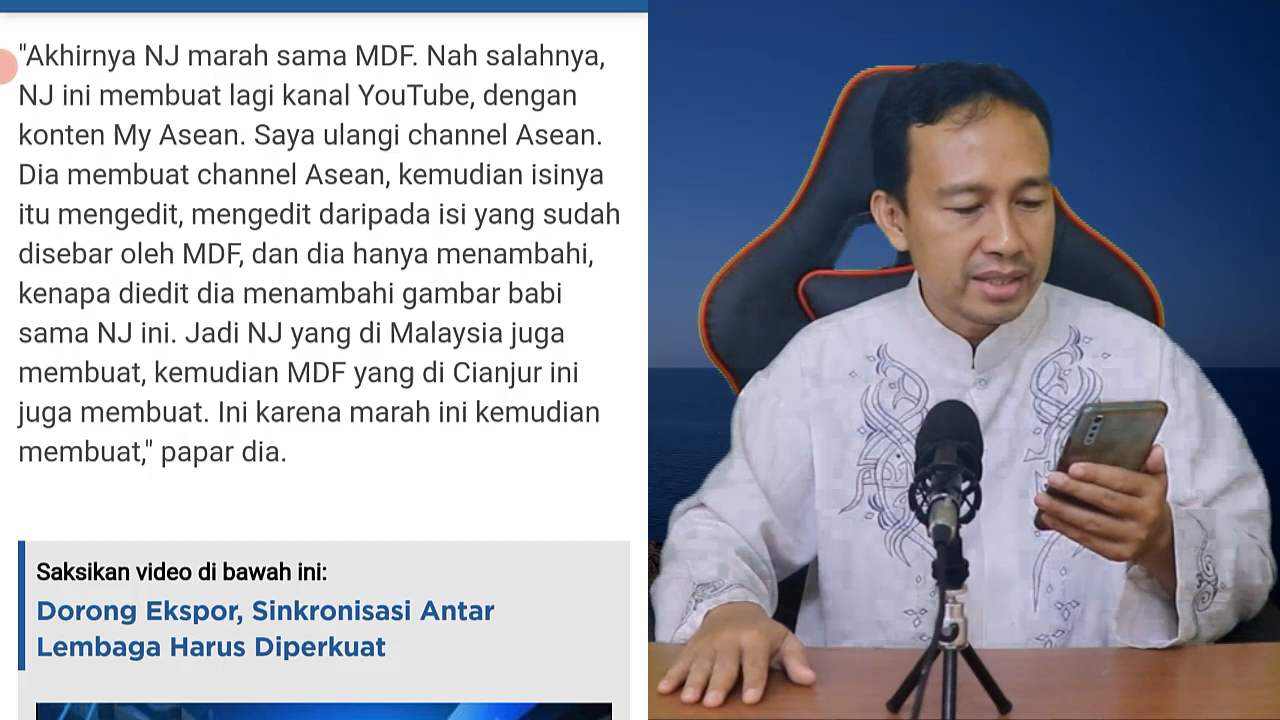 "Akhirnya NJ marah sama MDF. Nah salahnya,
NJ ini membuat lagi kanal YouTube, dengan
konten My Asean. Saya ulangi channel Asean.
Dia membuat channel Asean, kemudian isinya
itu mengedit, mengedit daripada isi yang sudah
disebar oleh MDF, dan dia hanya menambahi,
kenapa diedit dia menambahi gambar babi
sama NJ ini. Jadi NJ yang di Malaysia juga
membuat, kemudian MDF yang di Cianjur ini
juga membuat. Ini karena marah ini kemudian
membuat," papar dia.
Saksikan video di bawah ini:
Dorong Ekspor, Sinkronisasi Antar
Lembaga Harus Diperkuat